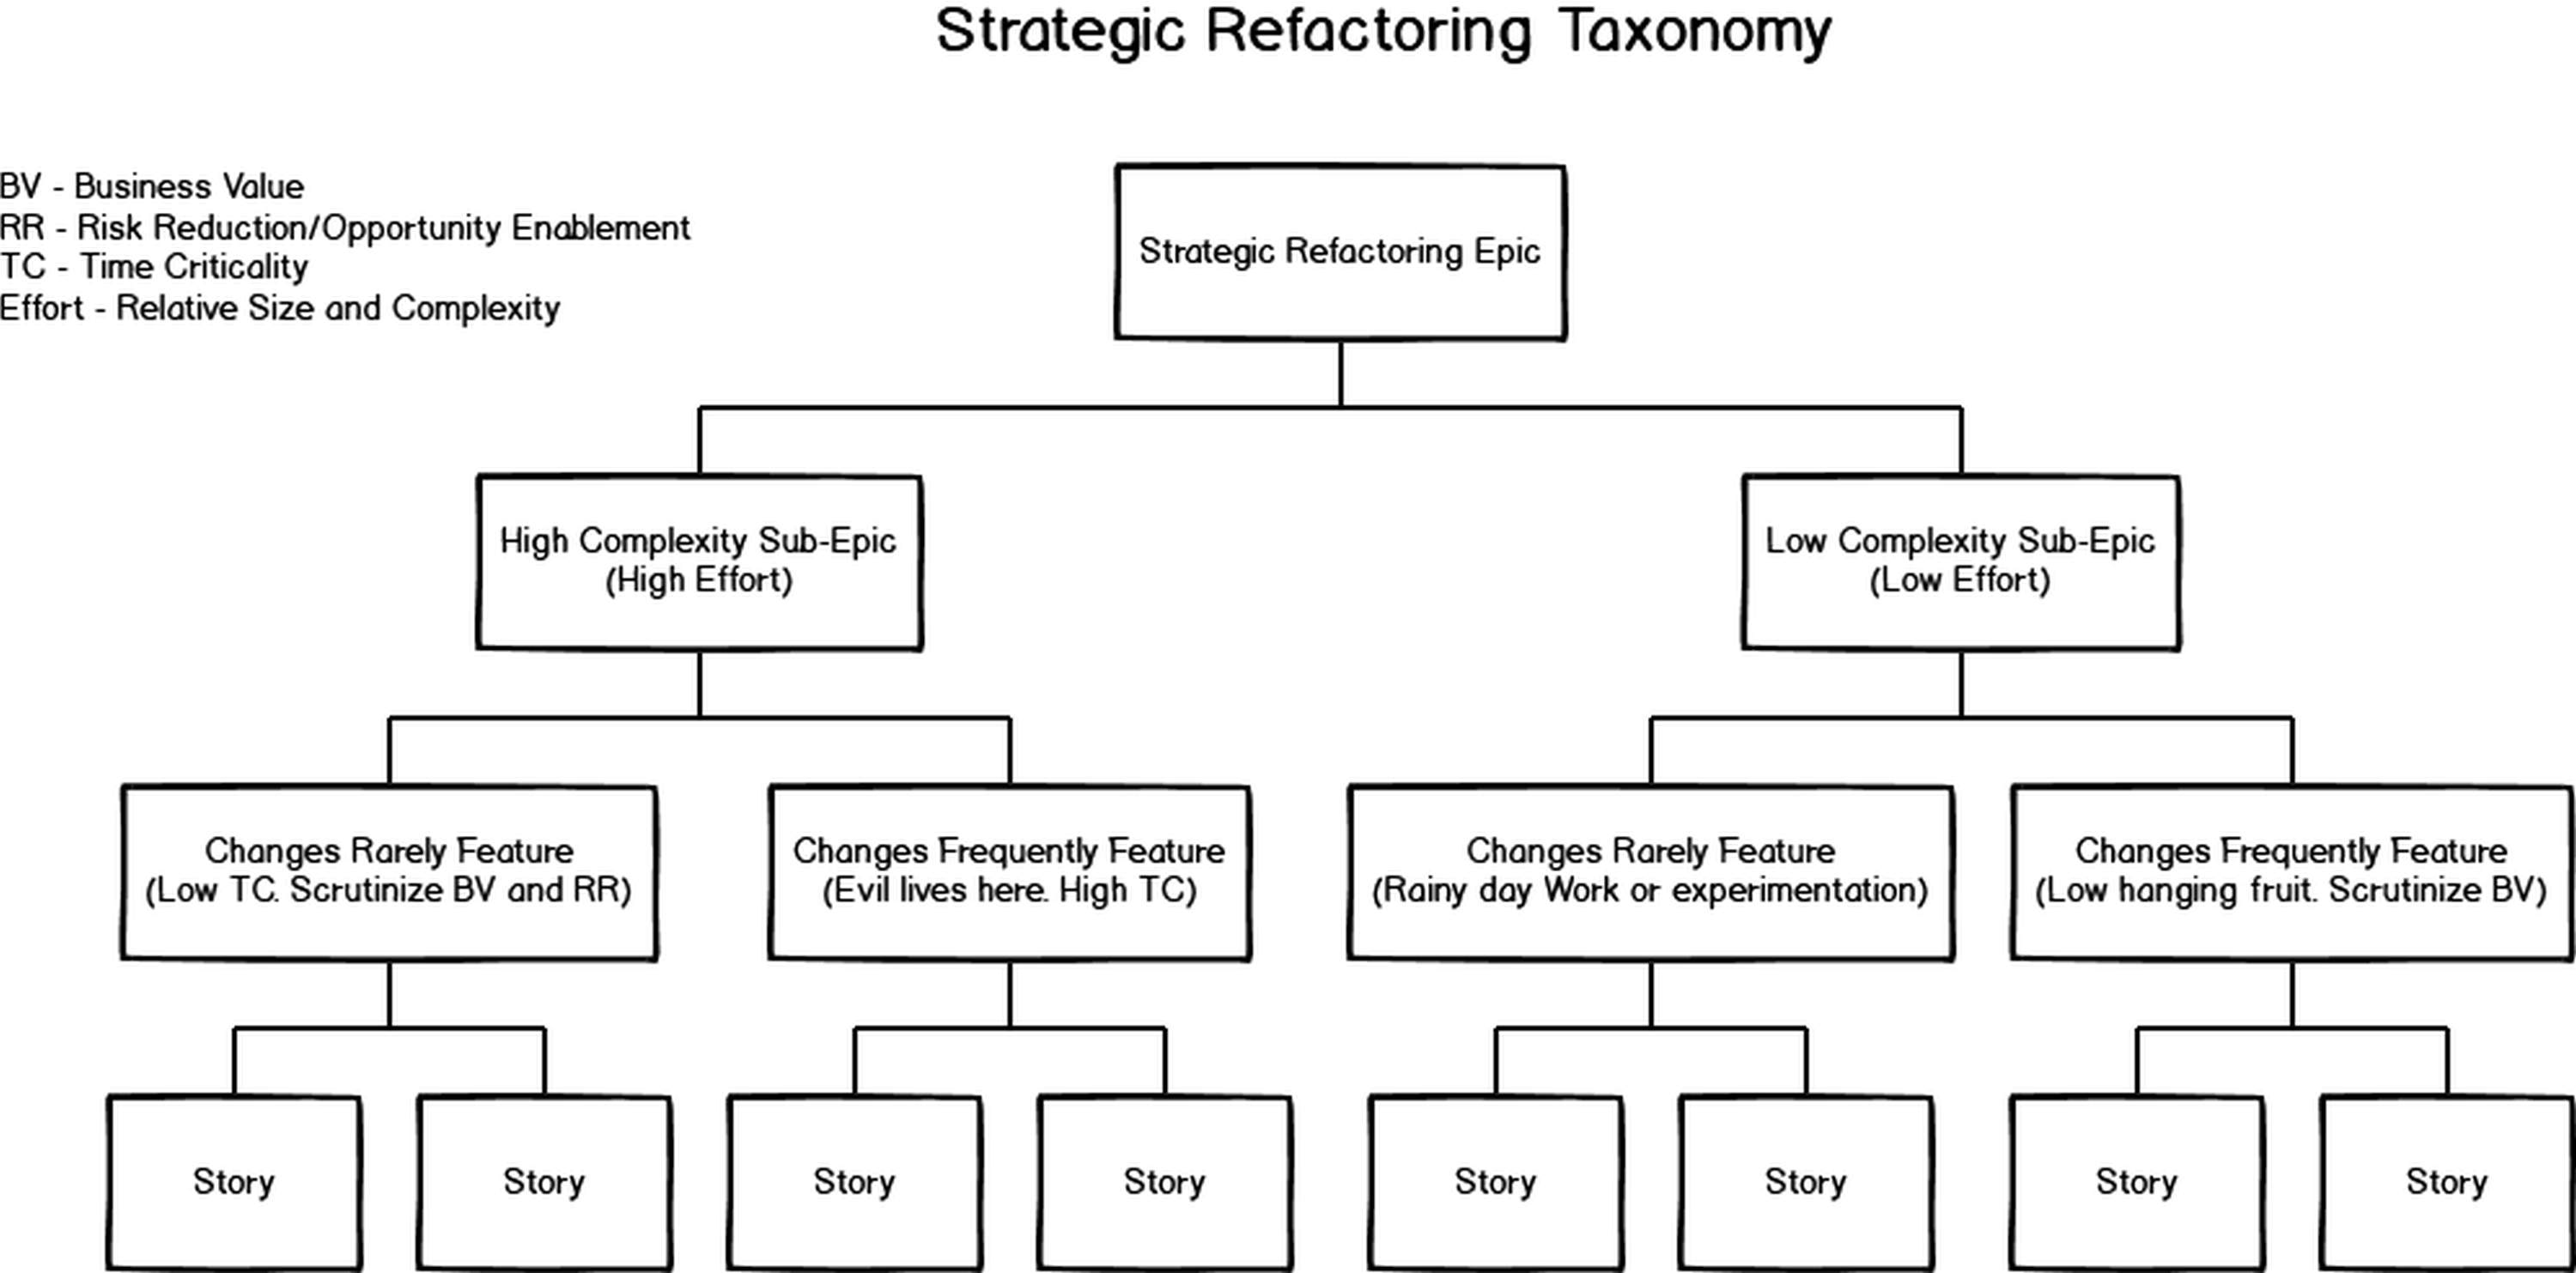 Strategic Refactoring Taxonomy
BV - Business Value
RR - Risk Reduction/Opportunity Enablement
TC - Time Criticality
Effort - Relative Size and Complexity
Strategic Refactoring Epic
High Complexity Sub-Epic
(High Effort)
Low Complexity Sub-Epic
(Low Effort)
Changes Rarely Feature
(Low TC. Scrutinize BV and RR)
Changes Frequently Feature
(Evil lives here. High TC)
Changes Rarely Feature
(Rainy day Work or experimentation)
Changes Frequently Feature
(Low hanging fruit. Scrutinize BV)
Story
Story
Story
Story
Story
Story
Story
Story